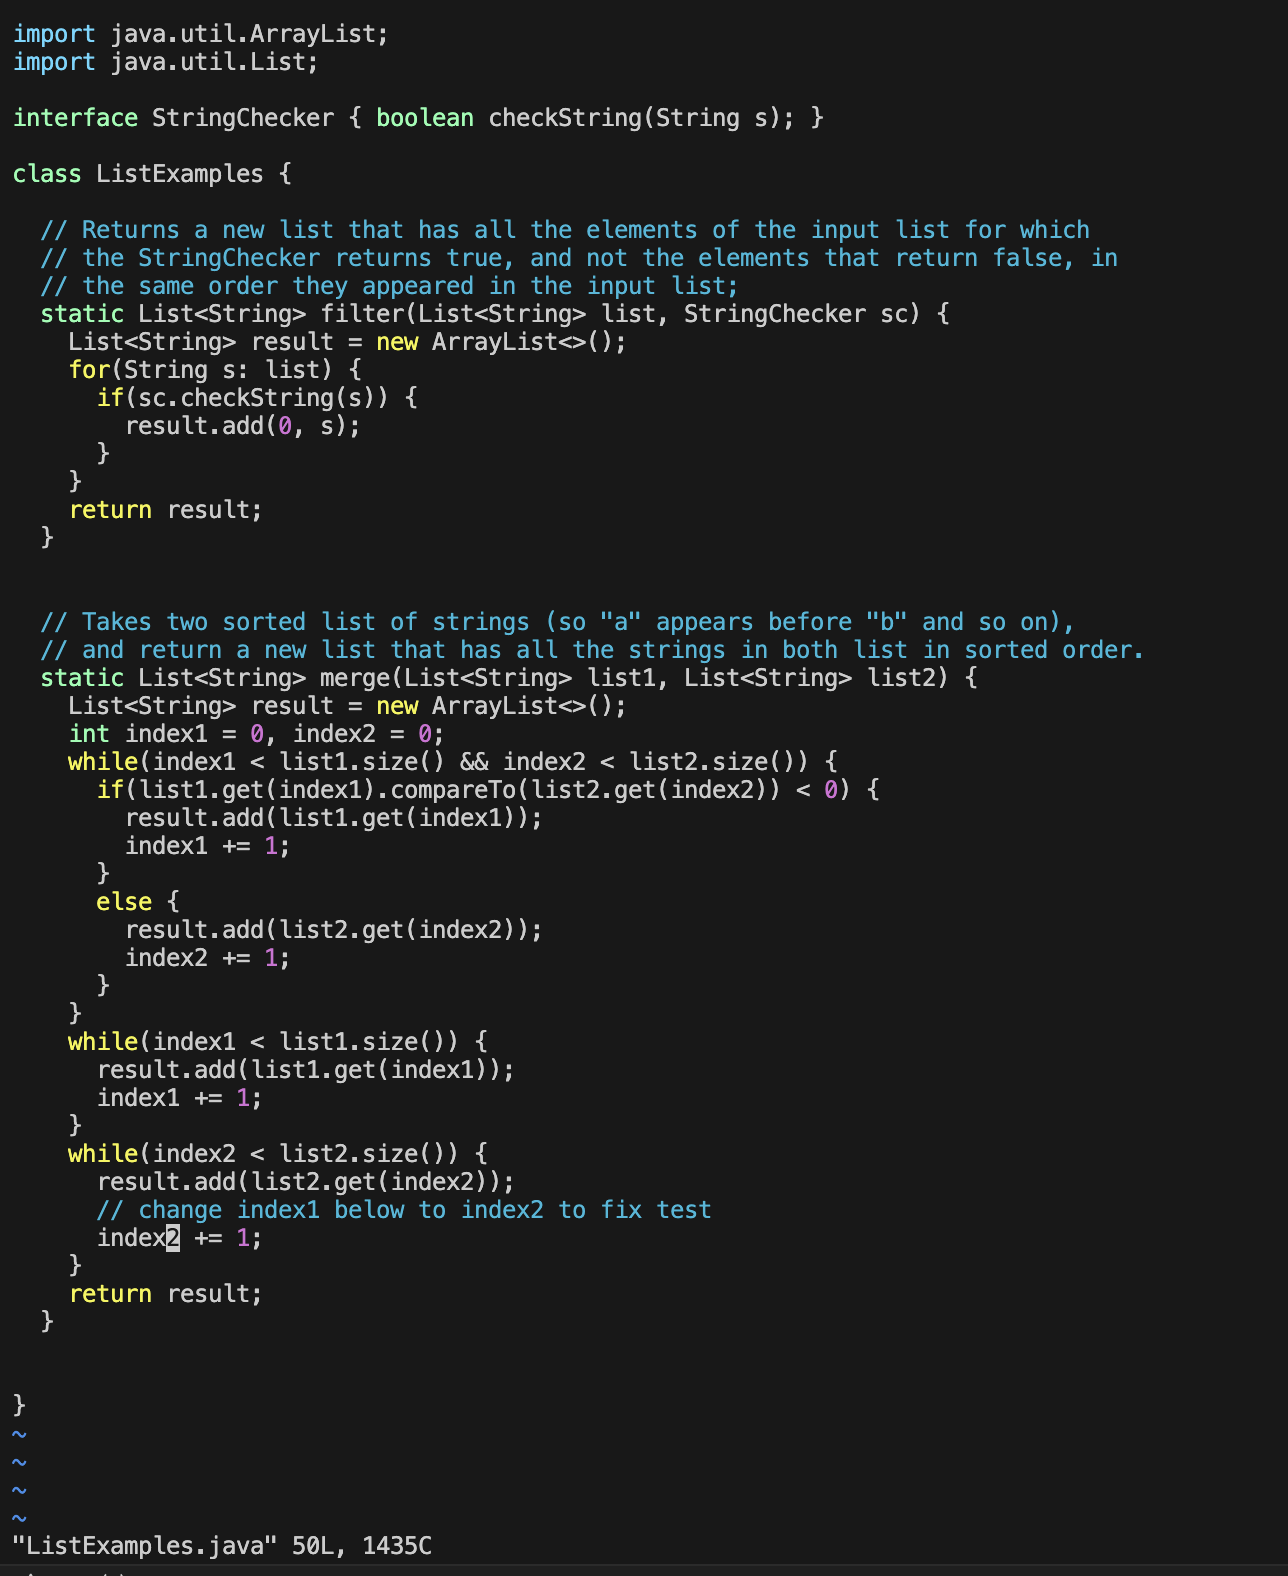 import java.util.ArrayList;
import java.util.List;

interface StringChecker { boolean checkString(String s); }

class ListExamples {

  // Returns a new list that has all the elements of the input list for which
  // the StringChecker returns true, and not the elements that return false, in
  // the same order they appeared in the input list;
  static List<String> filter(List<String> list, StringChecker sc) {
    List<String> result = new ArrayList<>();
    for(String s: list) {
      if(sc.checkString(s)) {
        result.add(0, s);
      }
    }
    return result;
  }


  // Takes two sorted list of strings (so "a" appears before "b" and so on),
  // and return a new list that has all the strings in both list in sorted order.
  static List<String> merge(List<String> list1, List<String> list2) {
    List<String> result = new ArrayList<>();
    int index1 = 0, index2 = 0;
    while(index1 < list1.size() && index2 < list2.size()) {
      if(list1.get(index1).compareTo(list2.get(index2)) < 0) {
        result.add(list1.get(index1));
        index1 += 1;
      }
      else {
        result.add(list2.get(index2));
        index2 += 1;
      }
    }
    while(index1 < list1.size()) {
      result.add(list1.get(index1));
      index1 += 1;
    }
    while(index2 < list2.size()) {
      result.add(list2.get(index2));
      // change index1 below to index2 to fix test
      index2 += 1;
    }
    return result;
  }


}
~
~
~
~
"ListExamples.java" 50L, 1435C